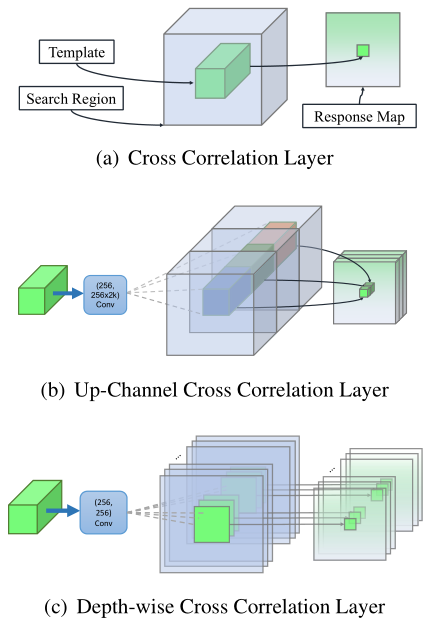 Template
Search Region
Response Map
(a) Cross Correlation Layer
(256,
256x2k)
Conv
(b) Up-Channel Cross Correlation Layer
(256,
256)
Conv
(c) Depth-wise Cross Correlation Layer